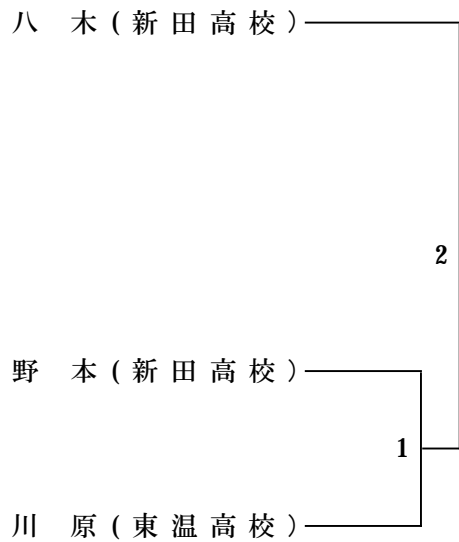 八 木 ( 新 田 高 校 )
2
野 本 ( 新 田 高 校 )
1
川 原 ( 東 温 高 校 )